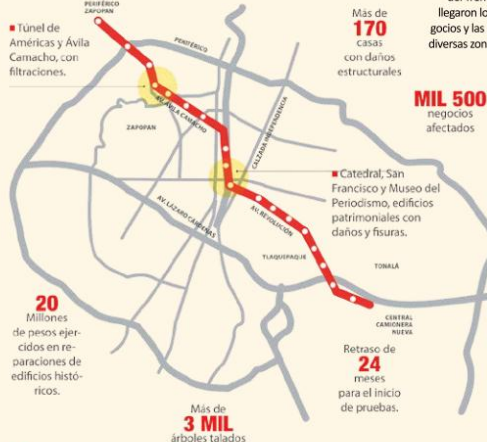 PERIFÉRICO
ZAPOPAN
■ Túnel de
Américas y Ávila
Camacho, con
filtraciones.
PERIFÉRICO
AV. ÁVILA CAMACHO
ZAPOPAN
CALZADA INDEPENDENCIA
Más de
170
casas
con daños
estructurales
llegaron lo
gocios y las
diversas zon
MIL 500
negocios
afectados
■ Catedral, San
Francisco y Museo del
Periodismo, edificios
patrimoniales con
daños y fisuras.
AV. LÁZARO CÁRDENAS
AV. REVOLUCIÓN
TLAQUEPAQUE
TONALÁ
CENTRAL
CAMIONERA
NUEVA
20
Millones
de pesos ejer-
cidos en re-
paraciones de
edificios histó-
ricos.
Retraso de
24
meses
para el inicio
de pruebas.
Más de
3 MIL
árboles talados